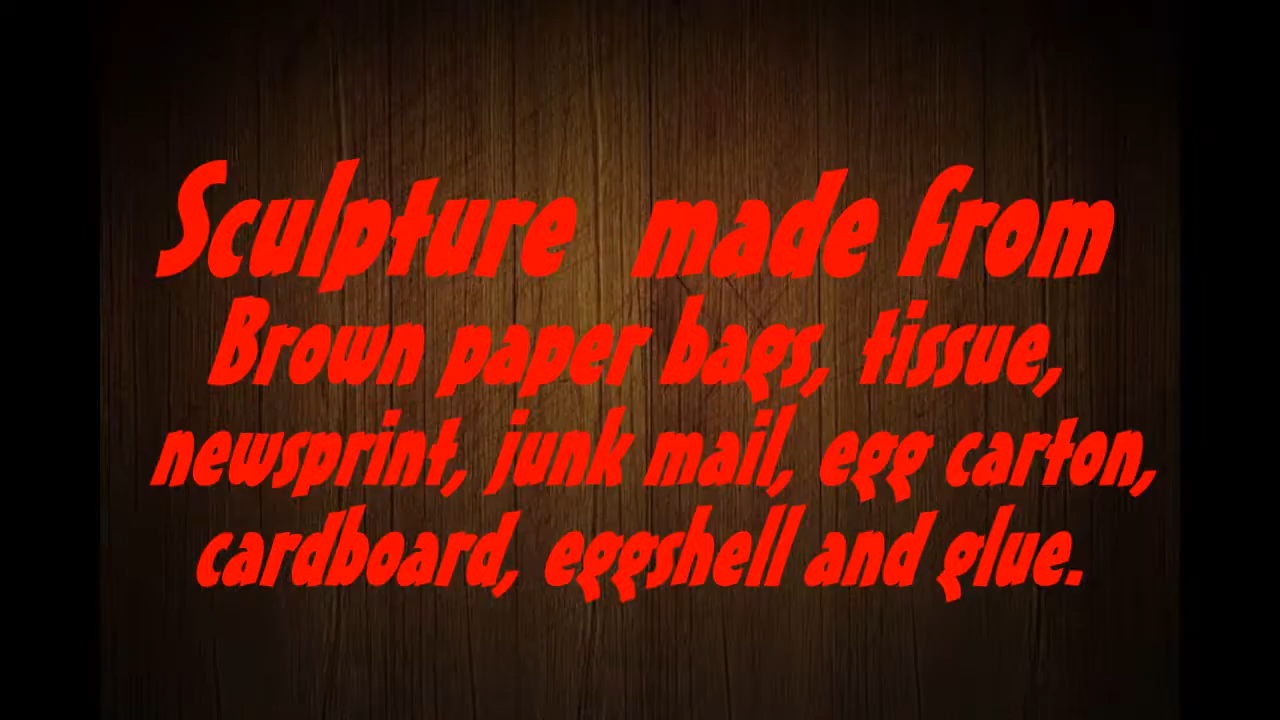 Sculpture made from
Brown paper bags, tissue,
newsprint, junk mail, egg carton,
cardboard, eggshell and glue.